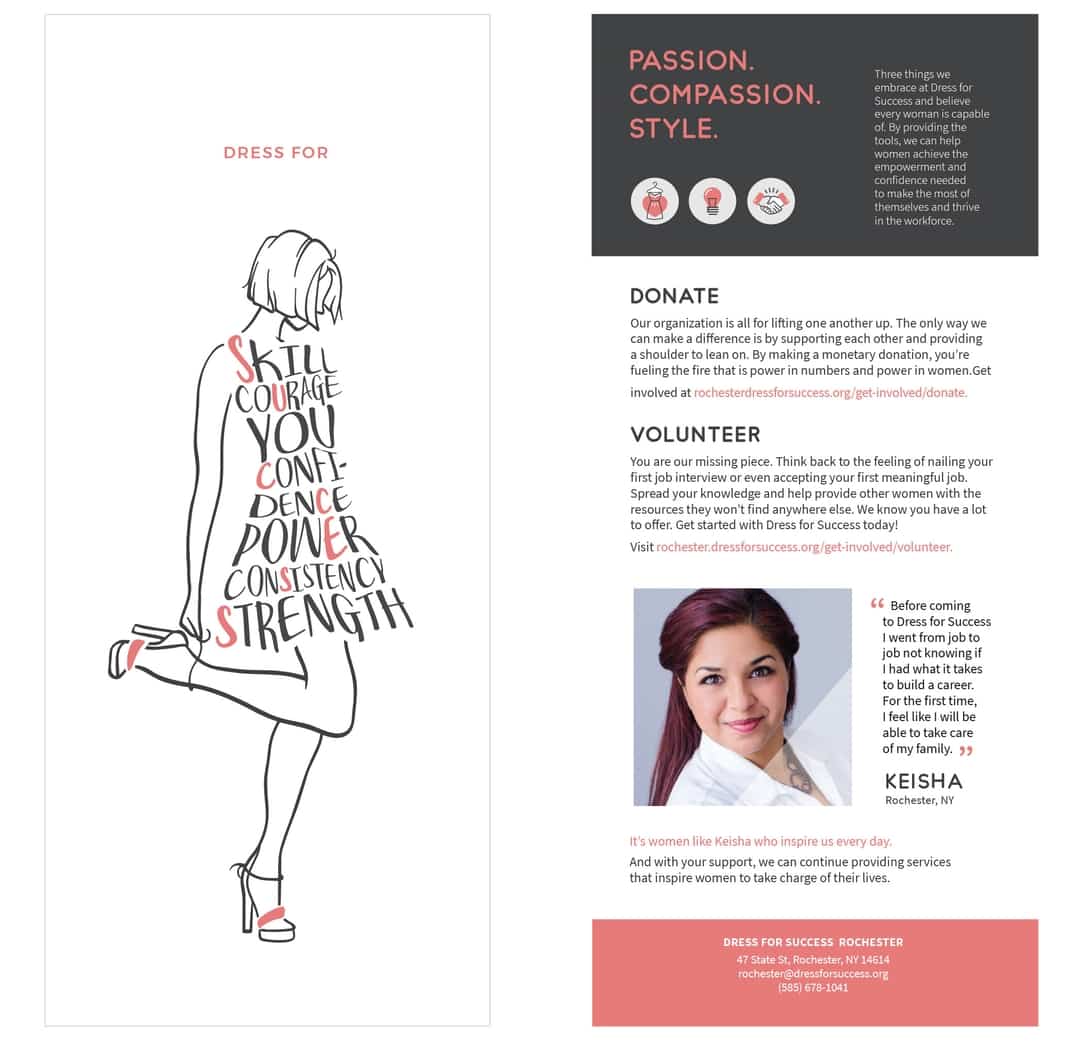 DRESS FOR
SKILL
COURAGE
YOU
CONFI-
DENCE
POWER
CONSISTENCY
STRENGTH
PASSION.
COMPASSION.
STYLE.
Three things we
embrace at Dress for
Success and believe
every woman is capable
of. By providing the
tools, we can help
women achieve the
empowerment and
confidence needed
to make the most of
themselves and thrive
in the workforce.
DONATE
Our organization is all for lifting one another up. The only way we
can make a difference is by supporting each other and providing
a shoulder to lean on. By making a monetary donation, you're
fueling the fire that is power in numbers and power in women.Get
involved at rochesterdressforsuccess.org/get-involved/donate.
VOLUNTEER
You are our missing piece. Think back to the feeling of nailing your
first job interview or even accepting your first meaningful job.
Spread your knowledge and help provide other women with the
resources they won't find anywhere else. We know you have a lot
to offer. Get started with Dress for Success today!
Visit rochester.dressforsuccess.org/get-involved/volunteer.
“ Before coming
to Dress for Success
I went from job to
job not knowing if
I had what it takes
to build a career.
For the first time,
I feel like I will be
able to take care
of my family. ”
KEISHA
Rochester, NY
It's women like Keisha who inspire us every day.
And with your support, we can continue providing services
that inspire women to take charge of their lives.
DRESS FOR SUCCESS ROCHESTER
47 State St, Rochester, NY 14614
rochester@dressforsuccess.org
(585) 678-1041